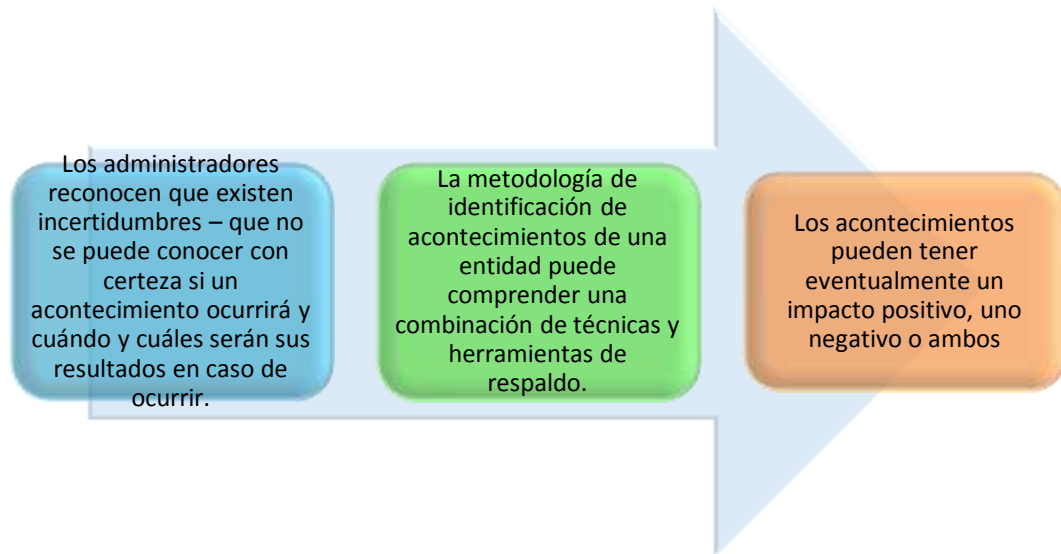 Los administradores
reconocen que existen
incertidumbres – que no
se puede conocer con
certeza si un
acontecimiento ocurrirá y
cuándo y cuáles serán sus
resultados en caso de
ocurrir.
La metodología de
identificación de
acontecimientos de una
entidad puede
comprender una
combinación de técnicas y
herramientas de
respaldo.
Los acontecimientos
pueden tener
eventualmente un
impacto positivo, uno
negativo o ambos